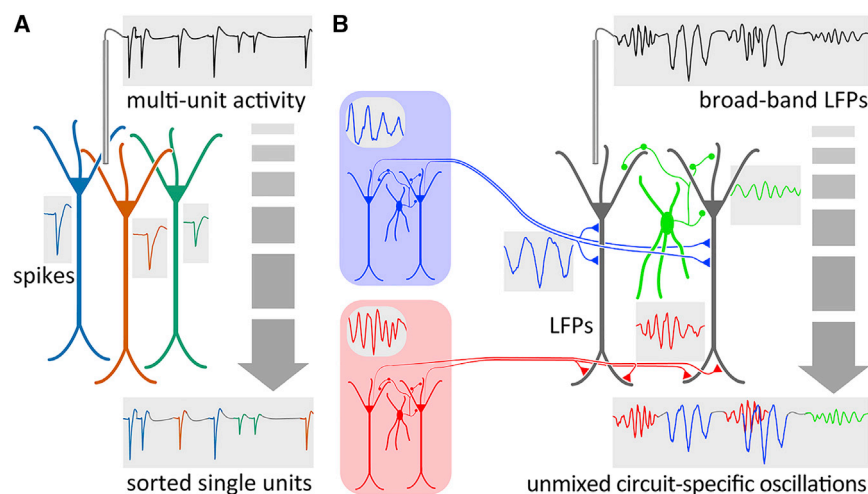 A
multi-unit activity
spikes
sorted single units
B
broad-band LFPs
LFPs
unmixed circuit-specific oscillations